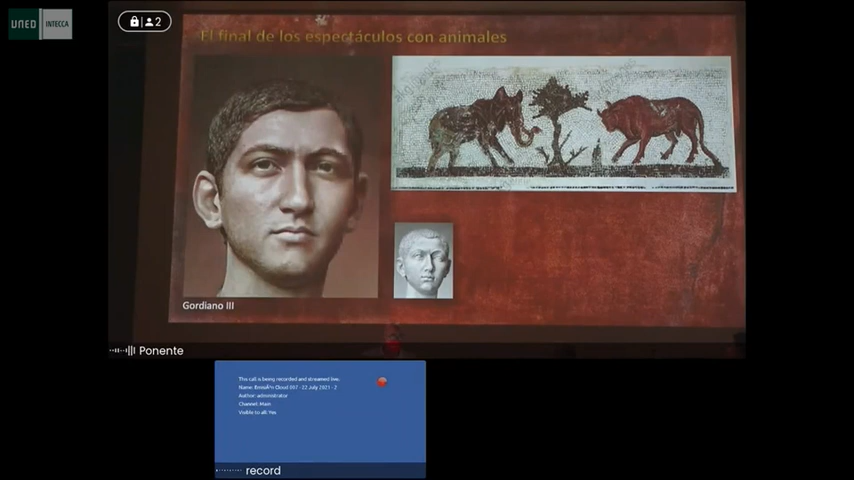 UNED
INTECCA
2
El final de los espectáculos con animales
Gordiano III
Ponente
This call is being recorded and streamed live.
Author: administrator
Channel: Main
Visible to all: Yes
record